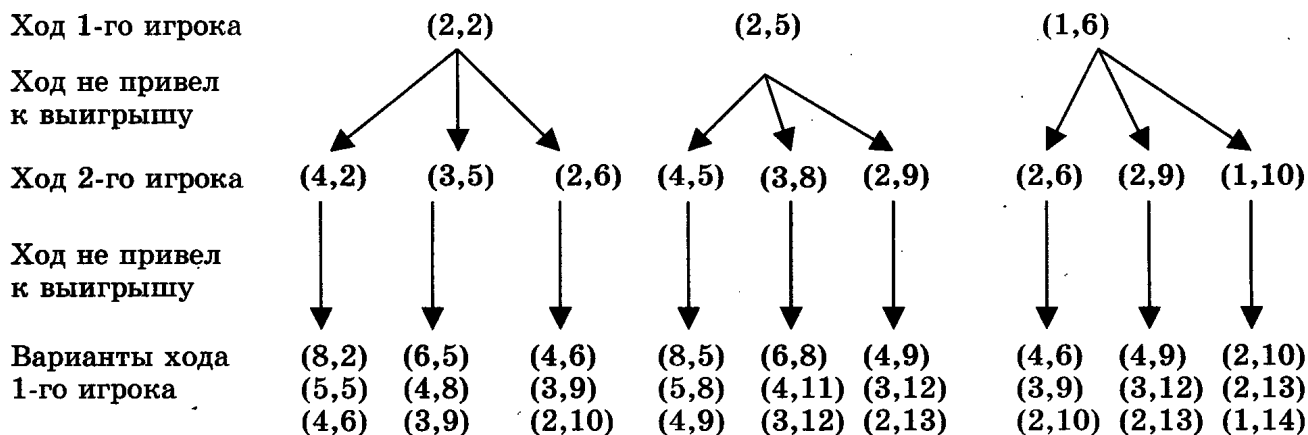 Ход 1-го игрока (2,2) (2,5) (1,6)
Ход не привел
к выигрышу
Ход 2-го игрока (4,2) (3,5) (2,6) (4,5) (3,8) (2,9) (2,6) (2,9) (1,10)
Ход не привел
к выигрышу
Варианты хода (8,2) (6,5) (4,6) (8,5) (6,8) (4,9) (4,6) (4,9) (2,10)
1-го игрока (5,5) (4,8) (3,9) (5,8) (4,11) (3,12) (3,9) (3,12) (2,13)
(4,6) (3,9) (2,10) (4,9) (3,12) (2,13) (2,10) (2,13) (1,14)